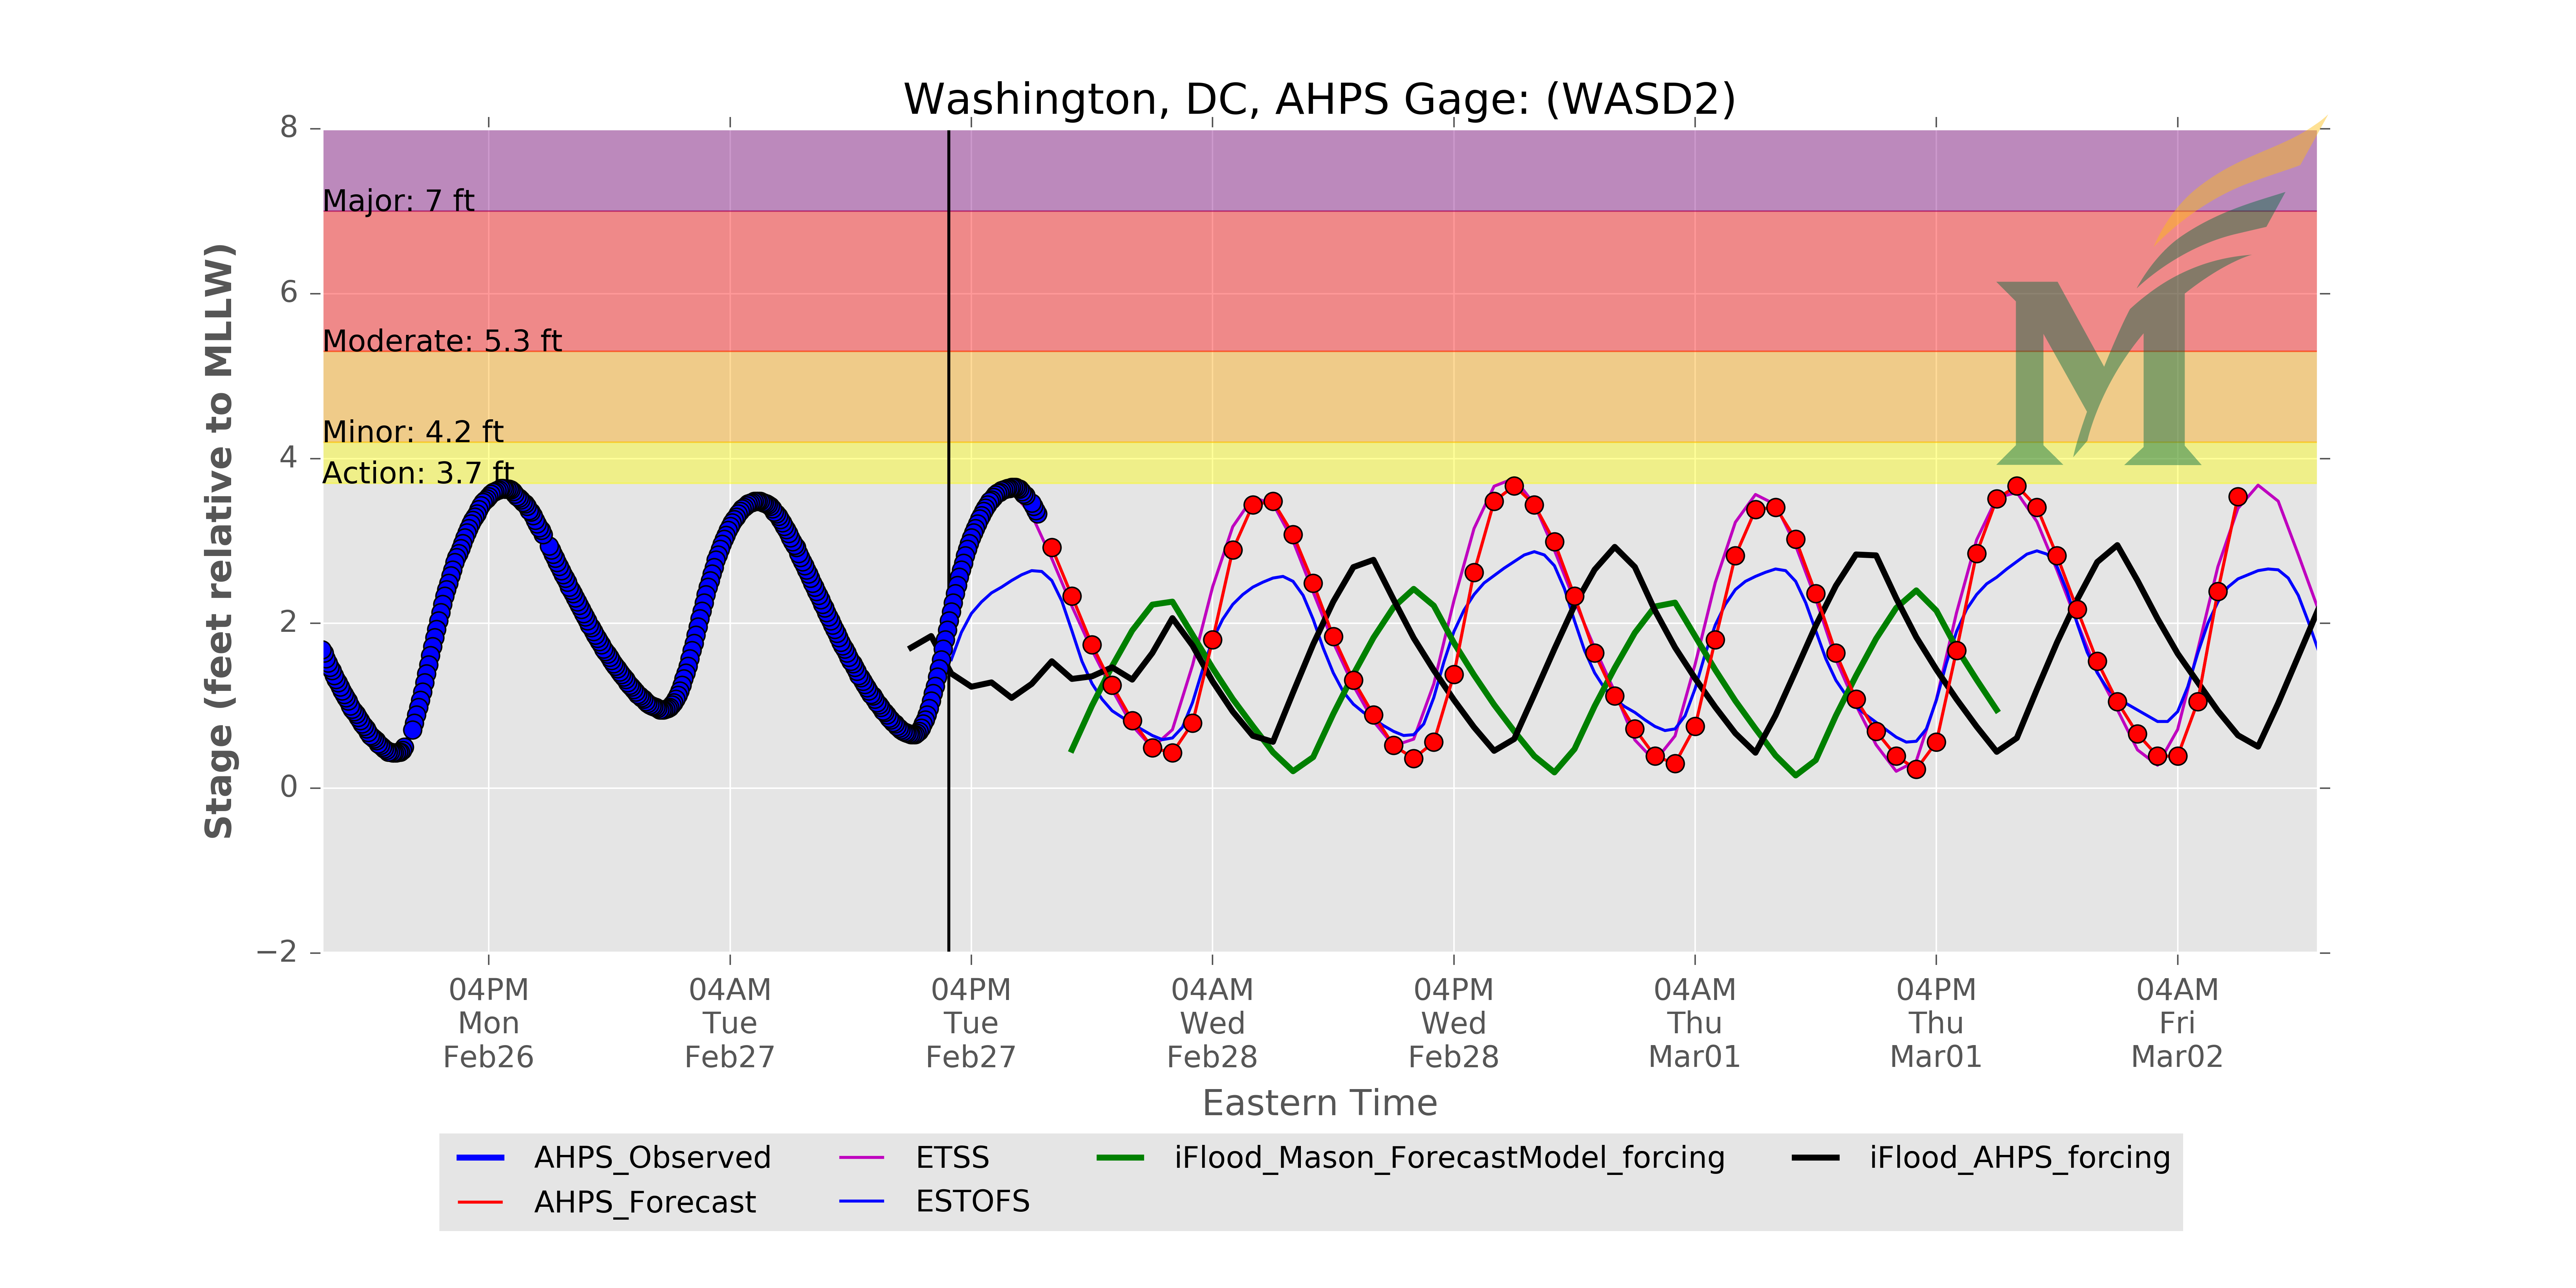 Washington, DC, AHPS Gage: (WASD2)
8
6
4
2
0
−2
Stage (feet relative to MLLW)
Major: 7 ft
Moderate: 5.3 ft
Minor: 4.2 ft
Action: 3.7 ft
M
04PM 04AM 04PM 04AM 04PM 04AM 04PM 04AM
Mon Tue Tue Wed Wed Thu Thu Fri
Feb26 Feb27 Feb27 Feb28 Feb28 Mar01 Mar01 Mar02
Eastern Time
AHPS_Observed ETSS iFlood_Mason_ForecastModel_forcing iFlood_AHPS_forcing
AHPS_Forecast ESTOFS